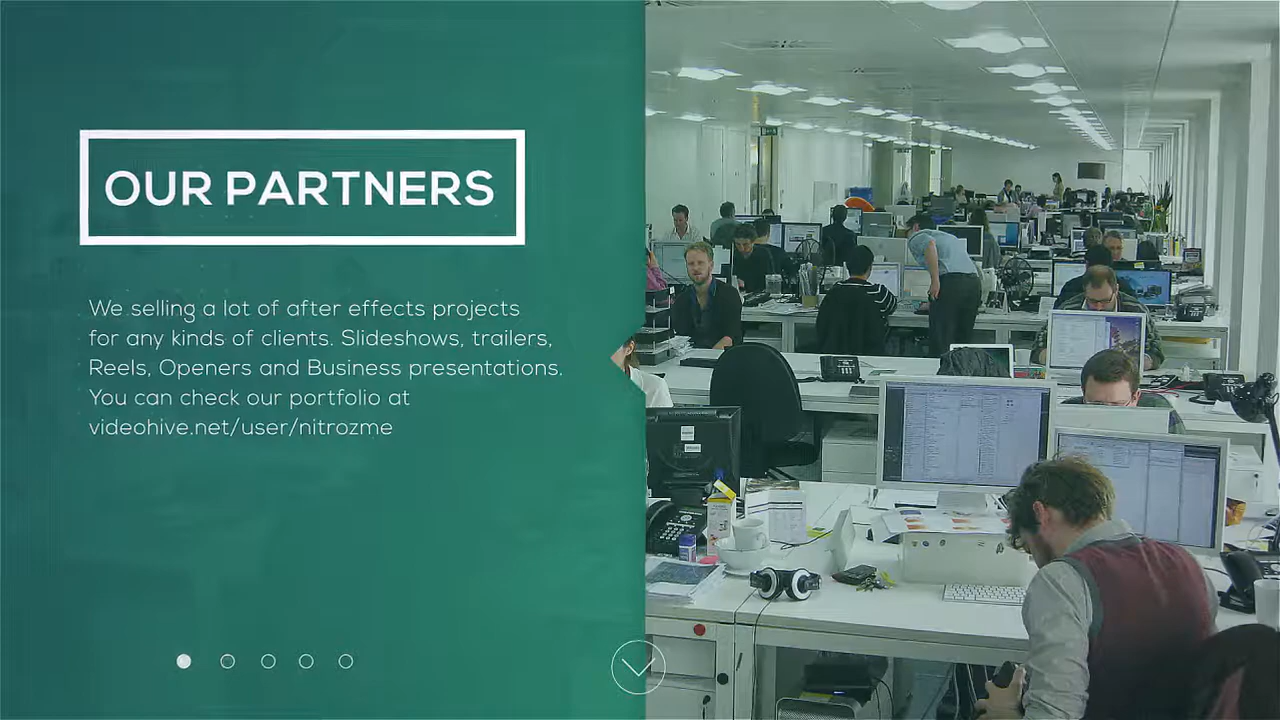 OUR PARTNERS
We selling a lot of after effects projects
for any kinds of clients. Slideshows, trailers,
Reels, Openers and Business presentations.
You can check our portfolio at
videohive.net/user/nitrozme